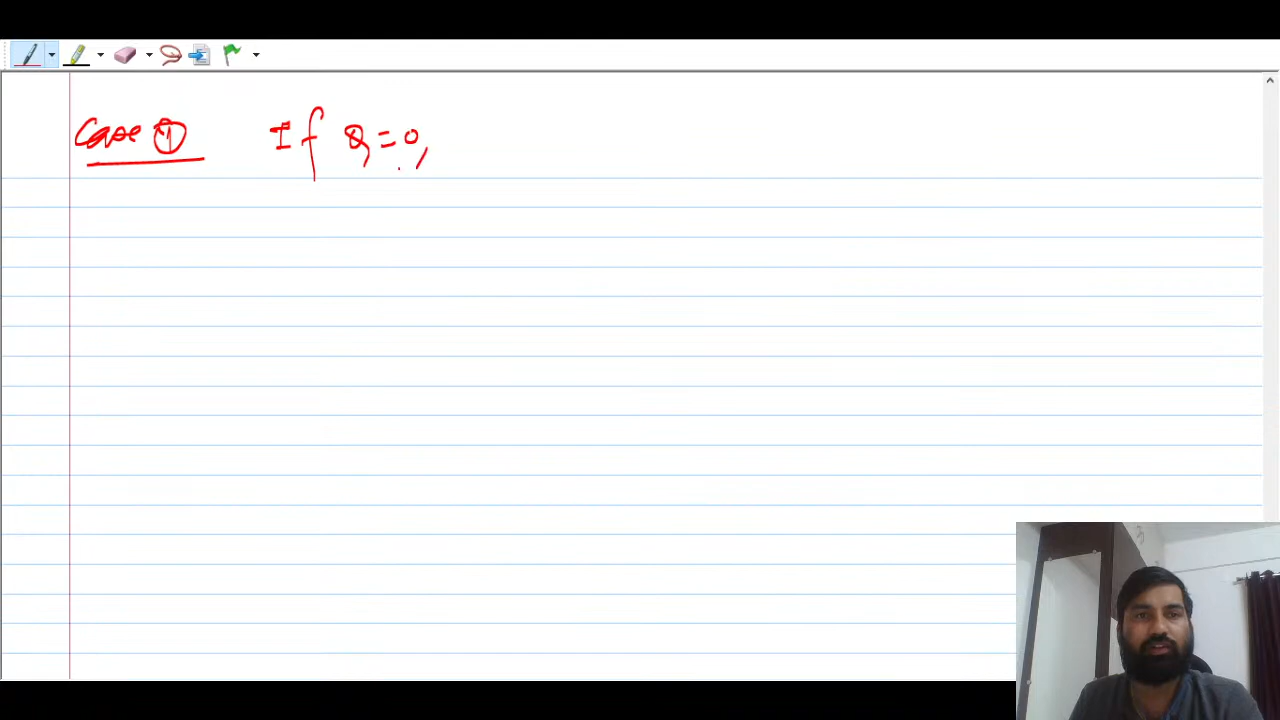 Case ① If Q=0,